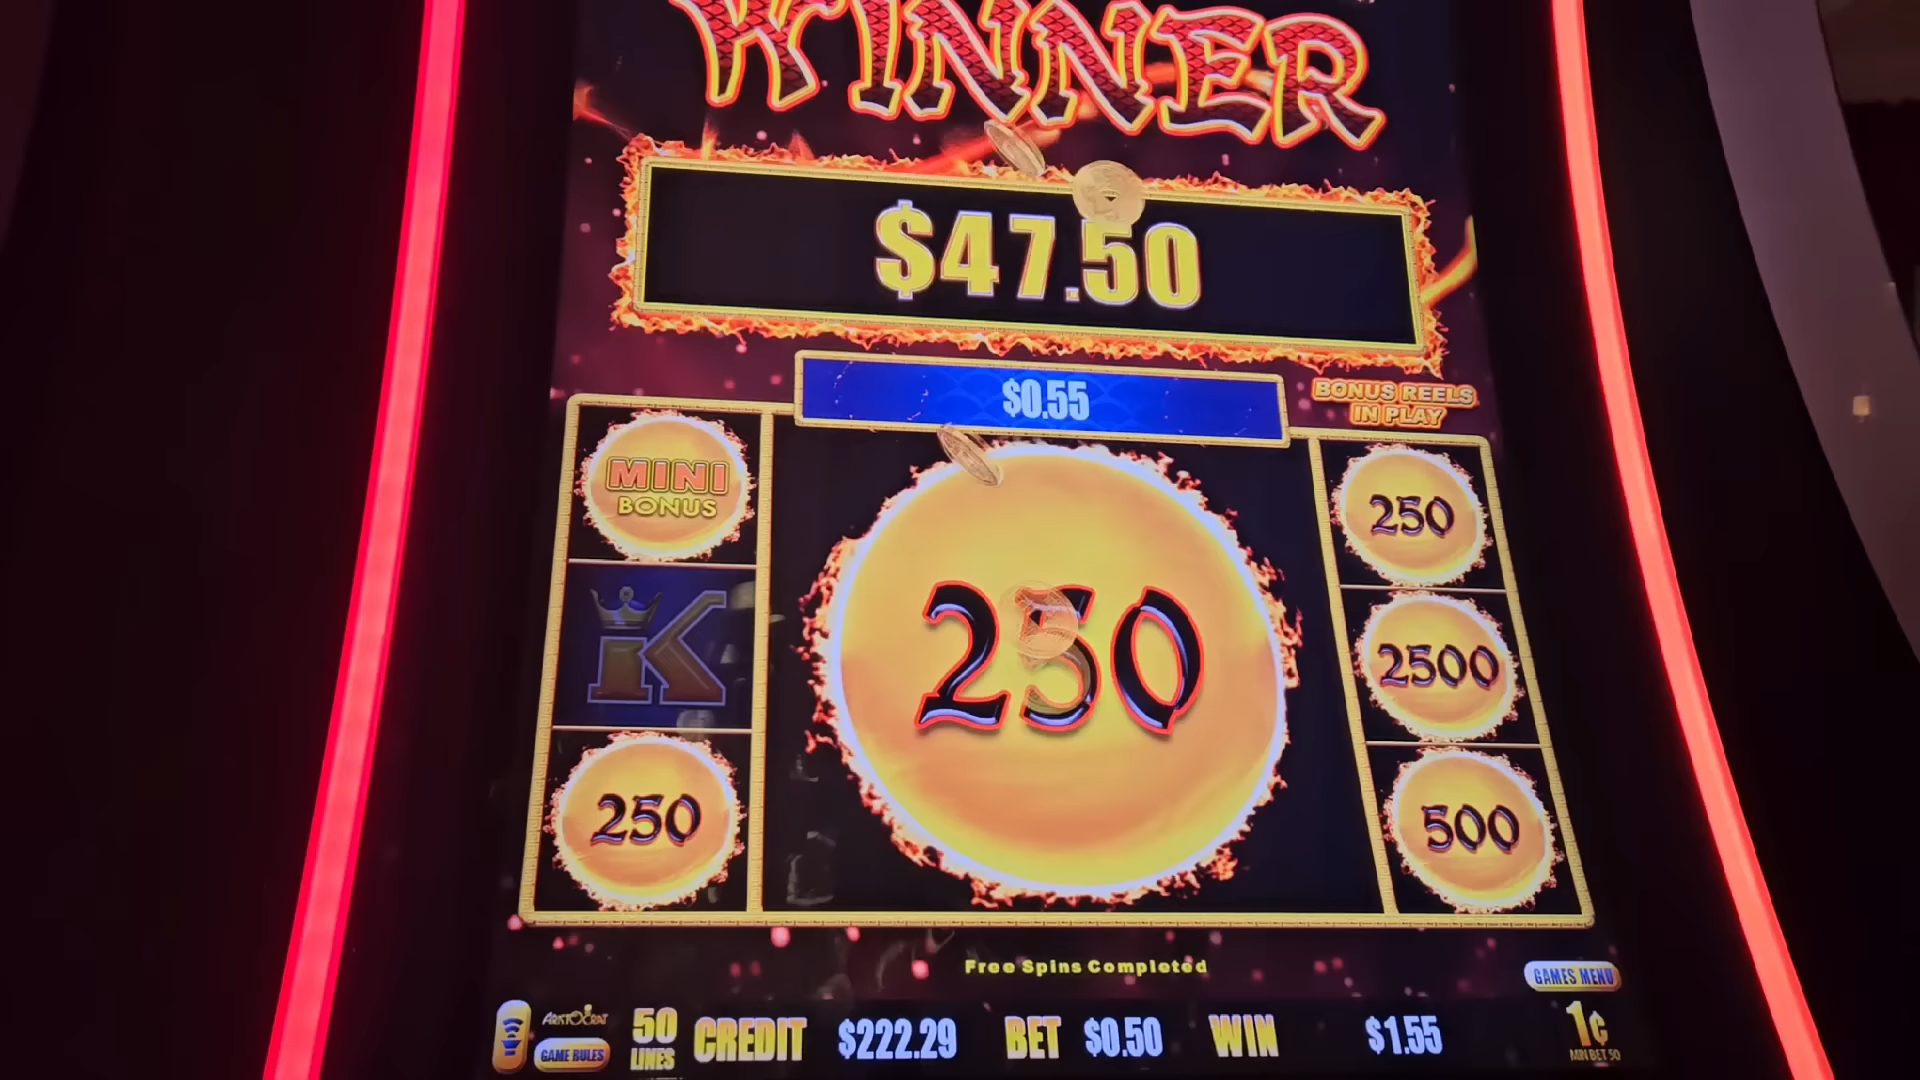 WINNER
$47.50
$0.55
BONUS REELS
IN PLAY
MINI
BONUS
250
K
250
2500
250
500
Free Spins Completed
GAMES MENU
ARISTOCRAT
GAME RULES
50
LINES
CREDIT $222.29 BET $0.50 WIN $1.55
1¢
MIN BET 50